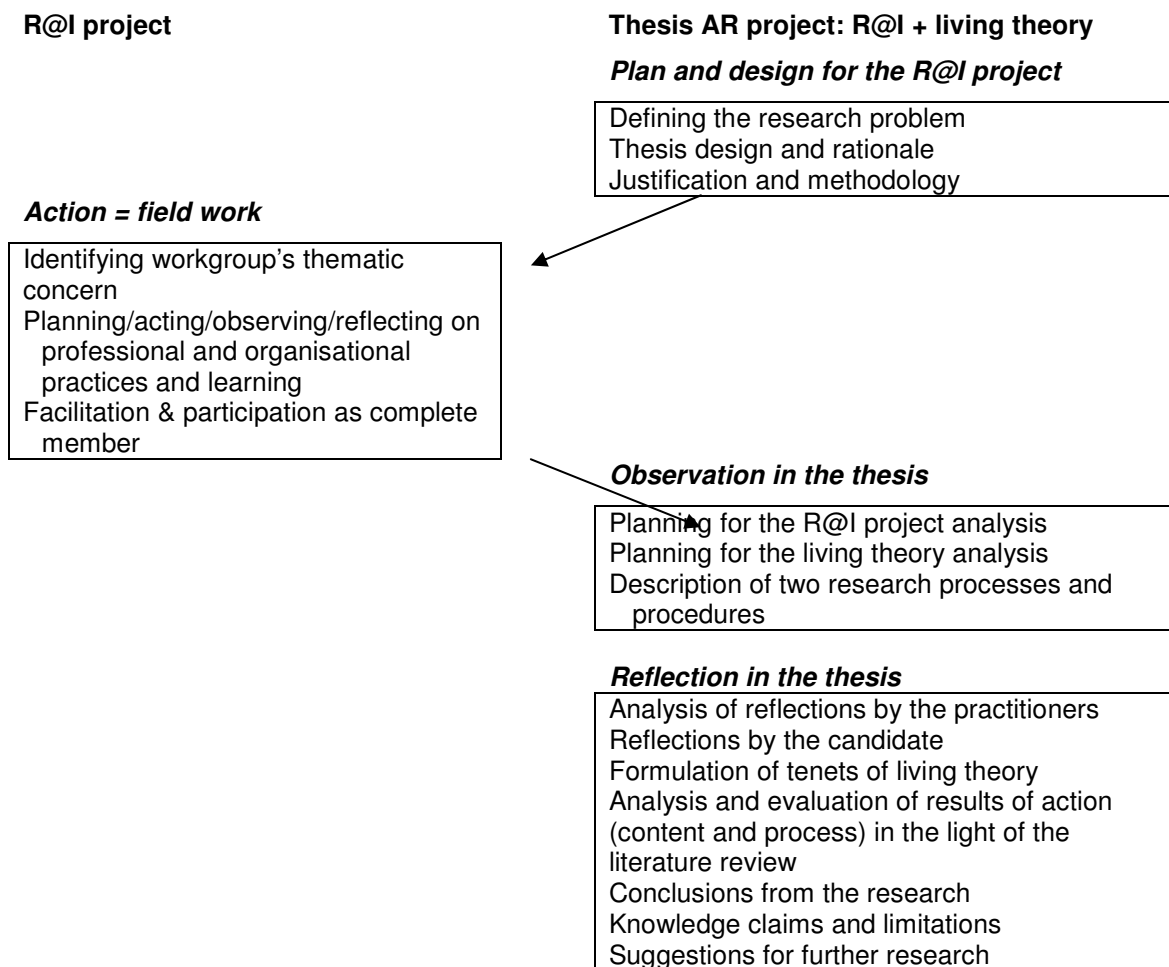 R@I project
Thesis AR project: R@I + living theory
Plan and design for the R@I project
Defining the research problem
Thesis design and rationale
Justification and methodology
Action = field work
Identifying workgroup's thematic
concern
Planning/acting/observing/reflecting on
professional and organisational
practices and learning
Facilitation & participation as complete
member
Observation in the thesis
Planning for the R@I project analysis
Planning for the living theory analysis
Description of two research processes and
procedures
Reflection in the thesis
Analysis of reflections by the practitioners
Reflections by the candidate
Formulation of tenets of living theory
Analysis and evaluation of results of action
(content and process) in the light of the
literature review
Conclusions from the research
Knowledge claims and limitations
Suggestions for further research